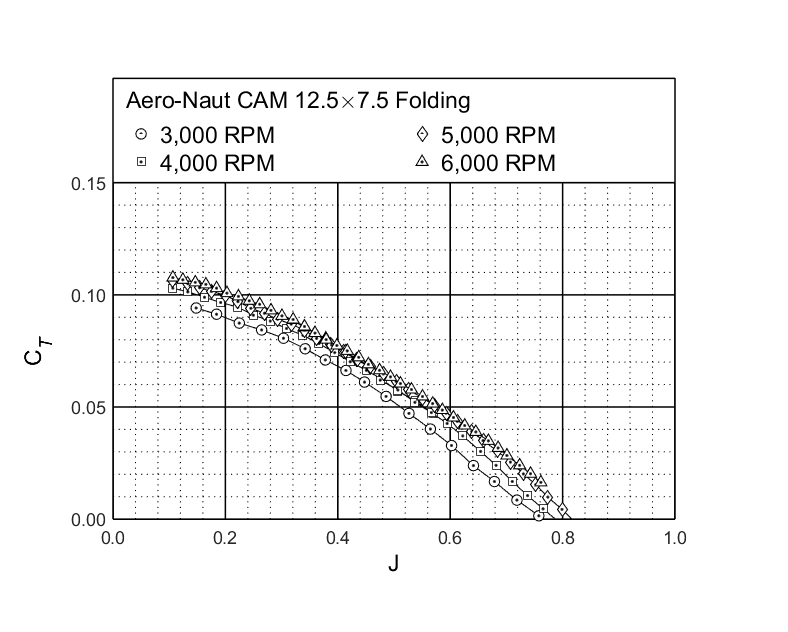 Aero-Naut CAM 12.5×7.5 Folding
3,000 RPM
5,000 RPM
4,000 RPM
6,000 RPM
0.15
0.10
0.05
0.00
C_T
0.0 0.2 0.4 0.6 0.8 1.0
J